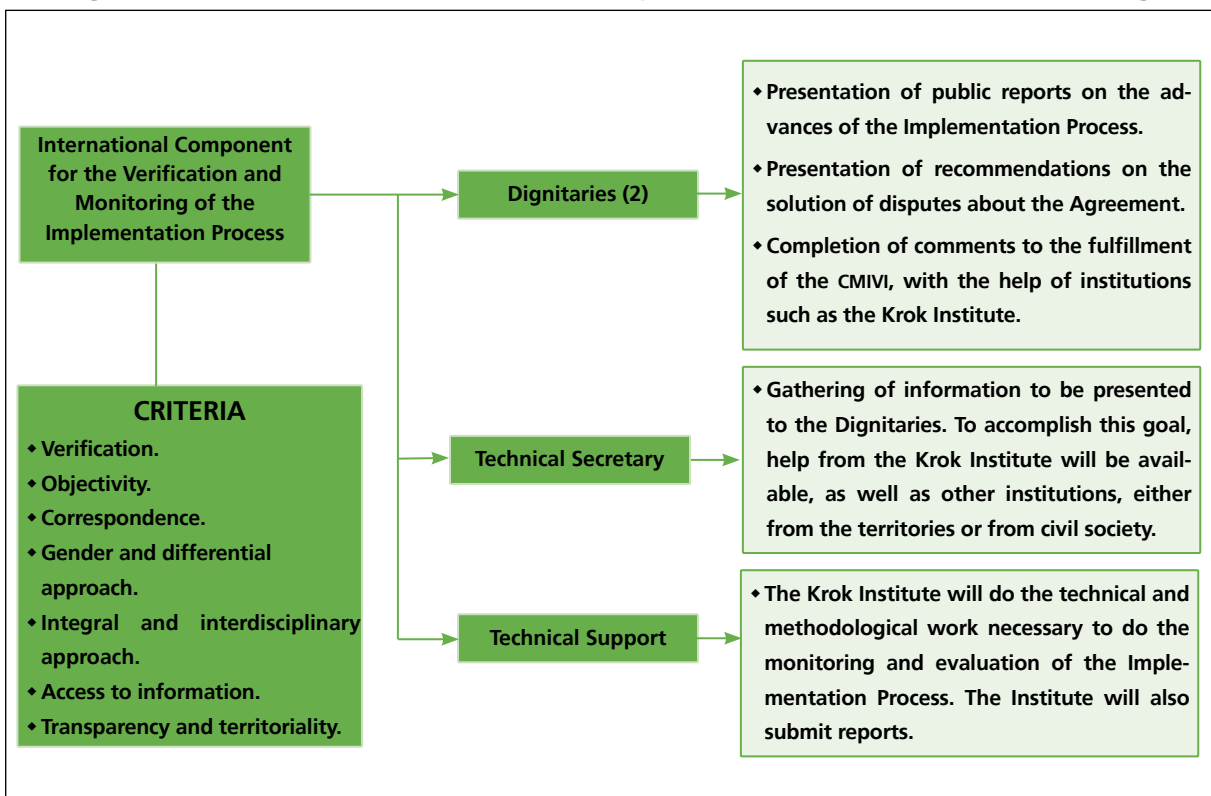 International Component
for the Verification and
Monitoring of the
Implementation Process
CRITERIA
◆ Verification.
◆ Objectivity.
◆ Correspondence.
◆ Gender and differential
approach.
◆ Integral and interdisciplinary
approach.
◆ Access to information.
◆ Transparency and territoriality.
Dignitaries (2)
◆ Presentation of public reports on the ad-
vances of the Implementation Process.
◆ Presentation of recommendations on the
solution of disputes about the Agreement.
◆ Completion of comments to the fulfillment
of the CMIVI, with the help of institutions
such as the Krok Institute.
Technical Secretary
◆ Gathering of information to be presented
to the Dignitaries. To accomplish this goal,
help from the Krok Institute will be avail-
able, as well as other institutions, either
from the territories or from civil society.
Technical Support
◆ The Krok Institute will do the technical and
methodological work necessary to do the
monitoring and evaluation of the Imple-
mentation Process. The Institute will also
submit reports.